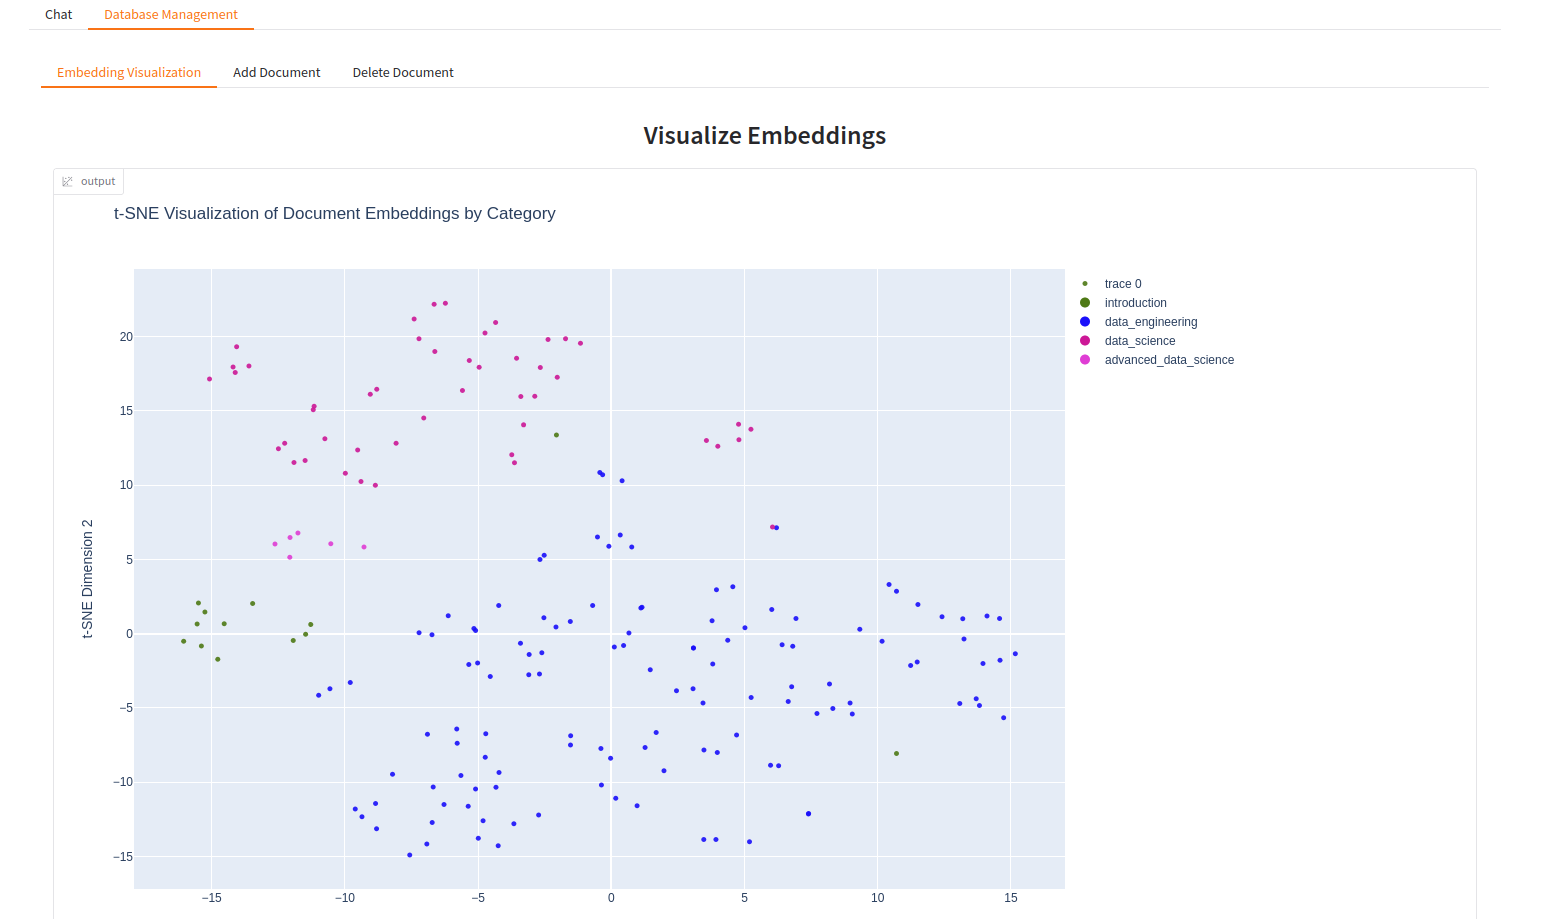 Chat Database Management
Embedding Visualization Add Document Delete Document
Visualize Embeddings
output
t-SNE Visualization of Document Embeddings by Category
trace 0
introduction
data_engineering
data_science
advanced_data_science
t-SNE Dimension 2
20
15
10
5
0
−5
−10
−15
−15 −10 −5 0 5 10 15